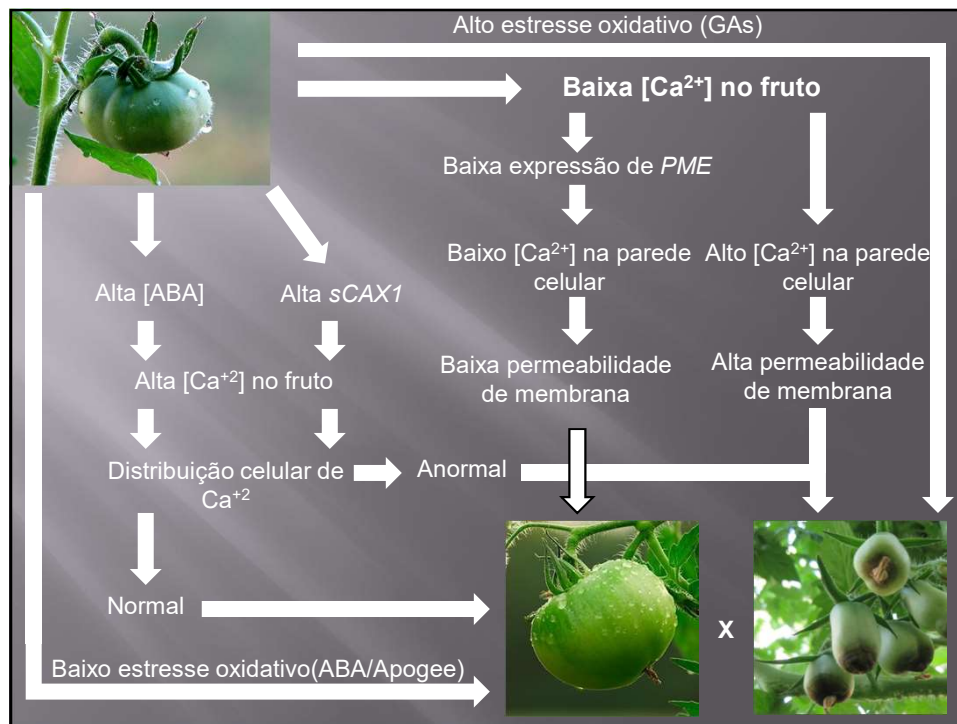 Alto estresse oxidativo (GAs)
Baixa [Ca²⁺] no fruto
Baixa expressão de PME
Baixo [Ca²⁺] na parede
celular
Alto [Ca²⁺] na parede
celular
Alta [ABA]
Alta sCAX1
Baixa permeabilidade
de membrana
Alta permeabilidade
de membrana
Alta [Ca⁺²] no fruto
Distribuição celular de
Ca⁺²
Anormal
Normal
X
Baixo estresse oxidativo(ABA/Apogee)